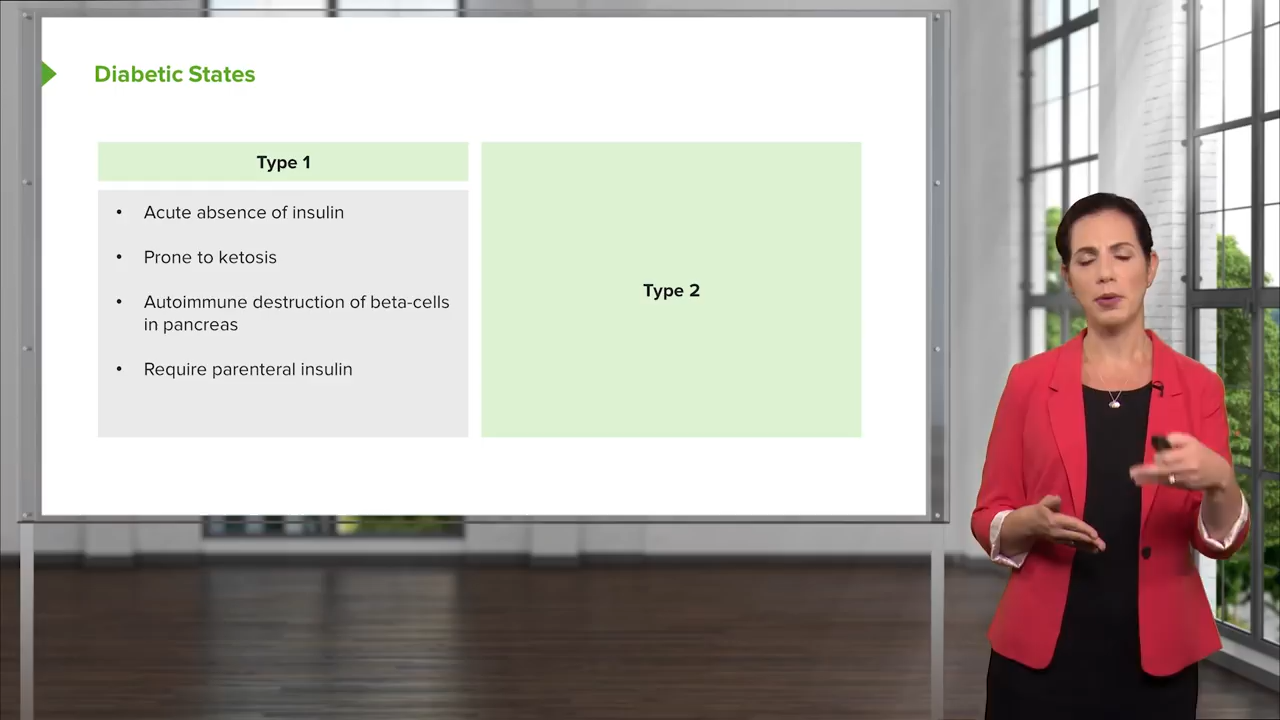 Diabetic States
Type 1
• Acute absence of insulin
• Prone to ketosis
• Autoimmune destruction of beta-cells
in pancreas
• Require parenteral insulin
Type 2